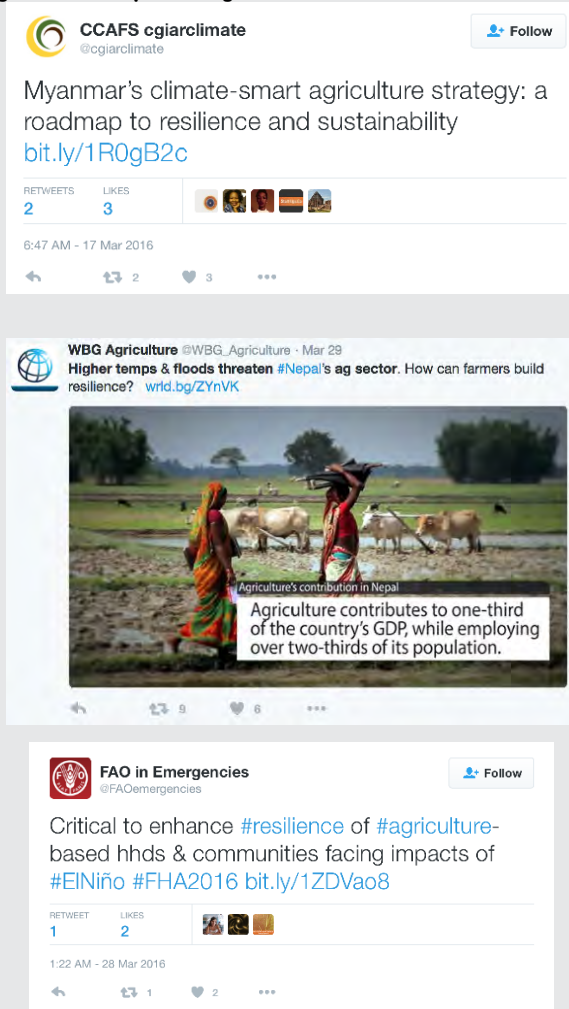 CCAFS cgiarclimate
@cgiarclimate
Follow
Myanmar's climate-smart agriculture strategy: a
roadmap to resilience and sustainability
bit.ly/1R0gB2c
RETWEETS LIKES
2 3
6:47 AM - 17 Mar 2016
2 3
WBG Agriculture @WBG_Agriculture · Mar 29
Higher temps & floods threaten #Nepal's ag sector. How can farmers build
resilience? wrld.bg/ZYnVK
Agriculture's contribution in Nepal
Agriculture contributes to one-third
of the country's GDP, while employing
over two-thirds of its population.
9 6
FAO in Emergencies
@FAOemergencies
Follow
Critical to enhance #resilience of #agriculture-
based hhds & communities facing impacts of
#ElNiño #FHA2016 bit.ly/1ZDVao8
RETWEET LIKES
1 2
1:22 AM - 28 Mar 2016
1 2